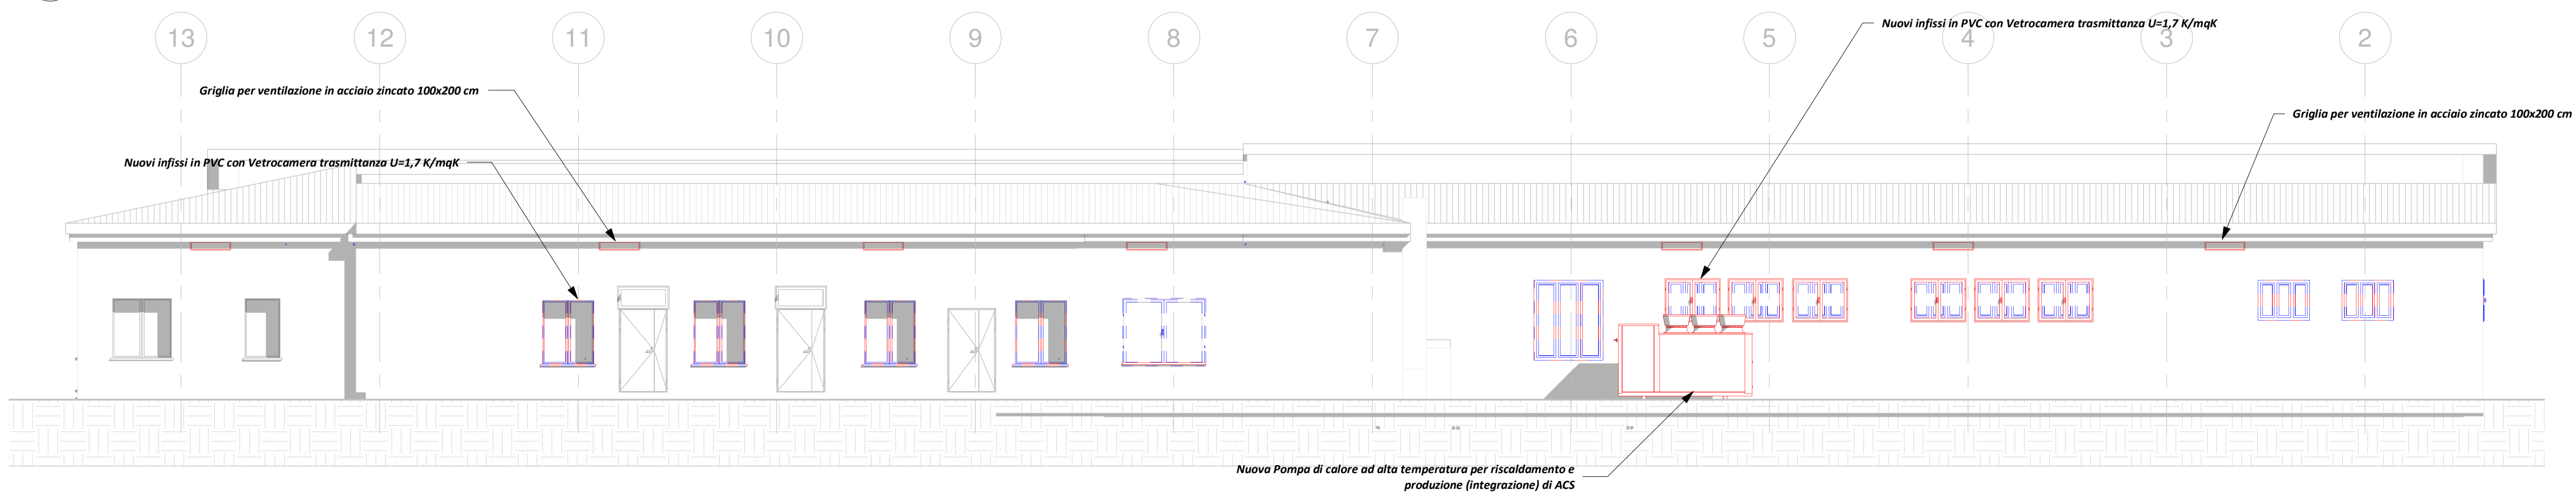 13 12 11 10 9 8 7 6 5 4 3 2
Nuovi infissi in PVC con Vetrocamera trasmittanza U=1,7 K/mqK
Griglia per ventilazione in acciaio zincato 100x200 cm
Griglia per ventilazione in acciaio zincato 100x200 cm
Nuovi infissi in PVC con Vetrocamera trasmittanza U=1,7 K/mqK
Nuova Pompa di calore ad alta temperatura per riscaldamento e
produzione (integrazione) di ACS